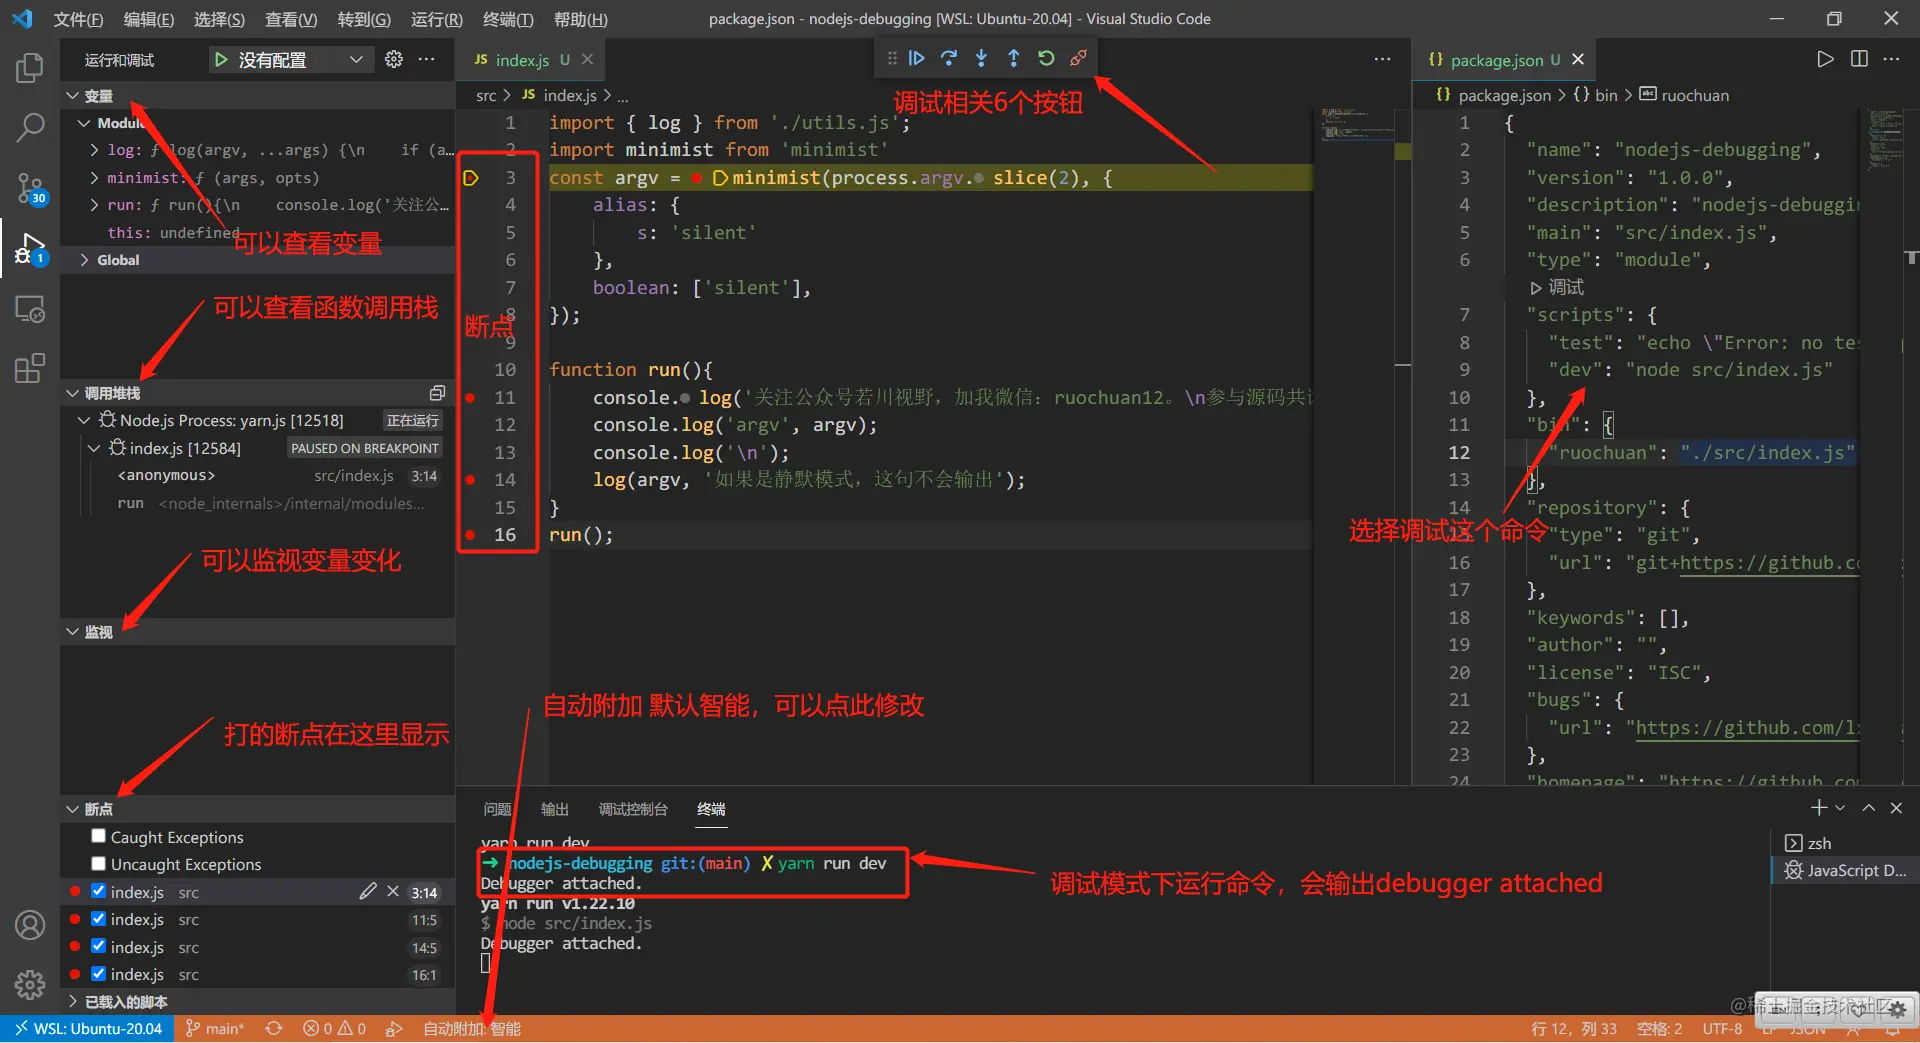 文件(F) 编辑(E) 选择(S) 查看(V) 转到(G) 运行(R) 终端(T) 帮助(H)
package.json - nodejs-debugging [WSL: Ubuntu-20.04] - Visual Studio Code
运行和调试
没有配置
变量
Module
log: ƒ log(argv, ...args) {\n    if (a...
minimist: ƒ (args, opts)
run: ƒ run(){\n    console.log('关注公...
this: undefined
Global
可以查看变量
可以查看函数调用栈
调用堆栈
Node.js Process: yarn.js [12518] 正在运行
index.js [12584] PAUSED ON BREAKPOINT
<anonymous> src/index.js 3:14
run <node_internals>/internal/modules...
可以监视变量变化
监视
打的断点在这里显示
断点
Caught Exceptions
Uncaught Exceptions
index.js src 3:14
index.js src 11:5
index.js src 14:5
index.js src 16:1
已载入的脚本
30
1
JS index.js U
src > JS index.js > ...
调试相关6个按钮
断点
1 import { log } from './utils.js';
2 import minimist from 'minimist'
3 const argv = minimist(process.argv. slice(2), {
4 alias: {
5 s: 'silent'
6 },
7 boolean: ['silent'],
8 });
9
10 function run(){
11 console. log('关注公众号若川视野，加我微信：ruochuan12。\n参与源码共
12 console.log('argv', argv);
13 console.log('\n');
14 log(argv, '如果是静默模式，这句不会输出');
15 }
16 run();
{} package.json U
{} package.json > {} bin > ruochuan
1 {
2 "name": "nodejs-debugging",
3 "version": "1.0.0",
4 "description": "nodejs-debuggin
5 "main": "src/index.js",
6 "type": "module",
调试
7 "scripts": {
8 "test": "echo \"Error: no tes
9 "dev": "node src/index.js"
10 },
11 "bin": {
12 "ruochuan": "./src/index.js"
13 },
14 "repository": {
"type": "git",
16 "url": "git+https://github.co
17 },
18 "keywords": [],
19 "author": "",
20 "license": "ISC",
21 "bugs": {
22 "url": "https://github.com/lx
23 },
24 "homepage": "https://github.com
选择调试这个命令
自动附加 默认智能，可以点此修改
问题 输出 调试控制台 终端
yarn run dev
→ nodejs-debugging git:(main) ✗ yarn run dev
Debugger attached.
yarn run v1.22.10
$ node src/index.js
Debugger attached.
调试模式下运行命令，会输出debugger attached
zsh
JavaScript D...
@稀土掘金技术社区
WSL: Ubuntu-20.04 main* 0 0 自动附加: 智能
行 12，列 33 空格: 2 UTF-8 LF JSON